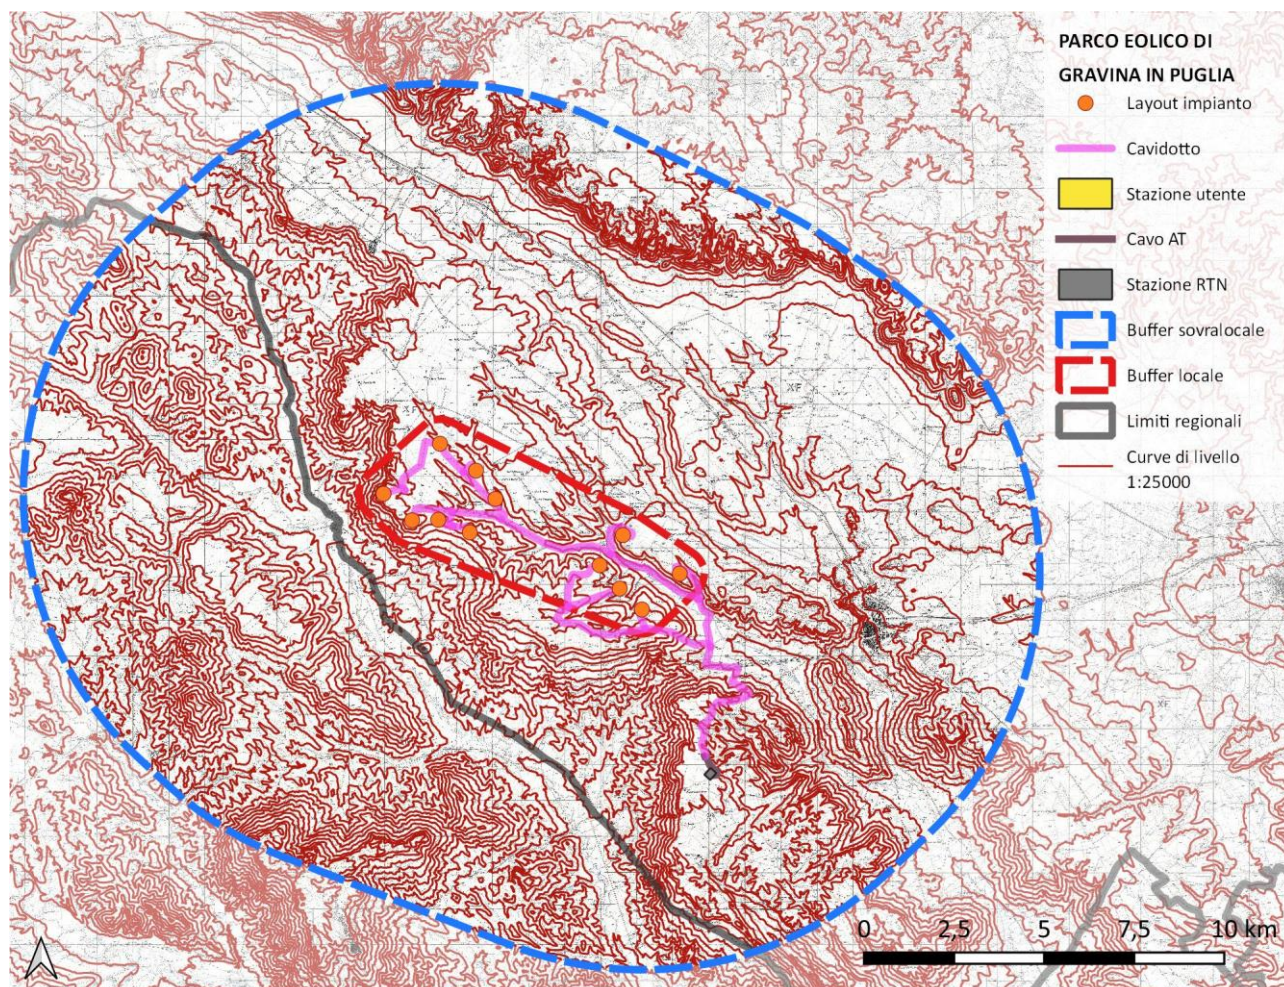 PARCO EOLICO DI
GRAVINA IN PUGLIA
Layout impianto
Cavidotto
Stazione utente
Cavo AT
Stazione RTN
Buffer sovralocale
Buffer locale
Limiti regionali
Curve di livello
1:25000
0 2,5 5 7,5 10 km